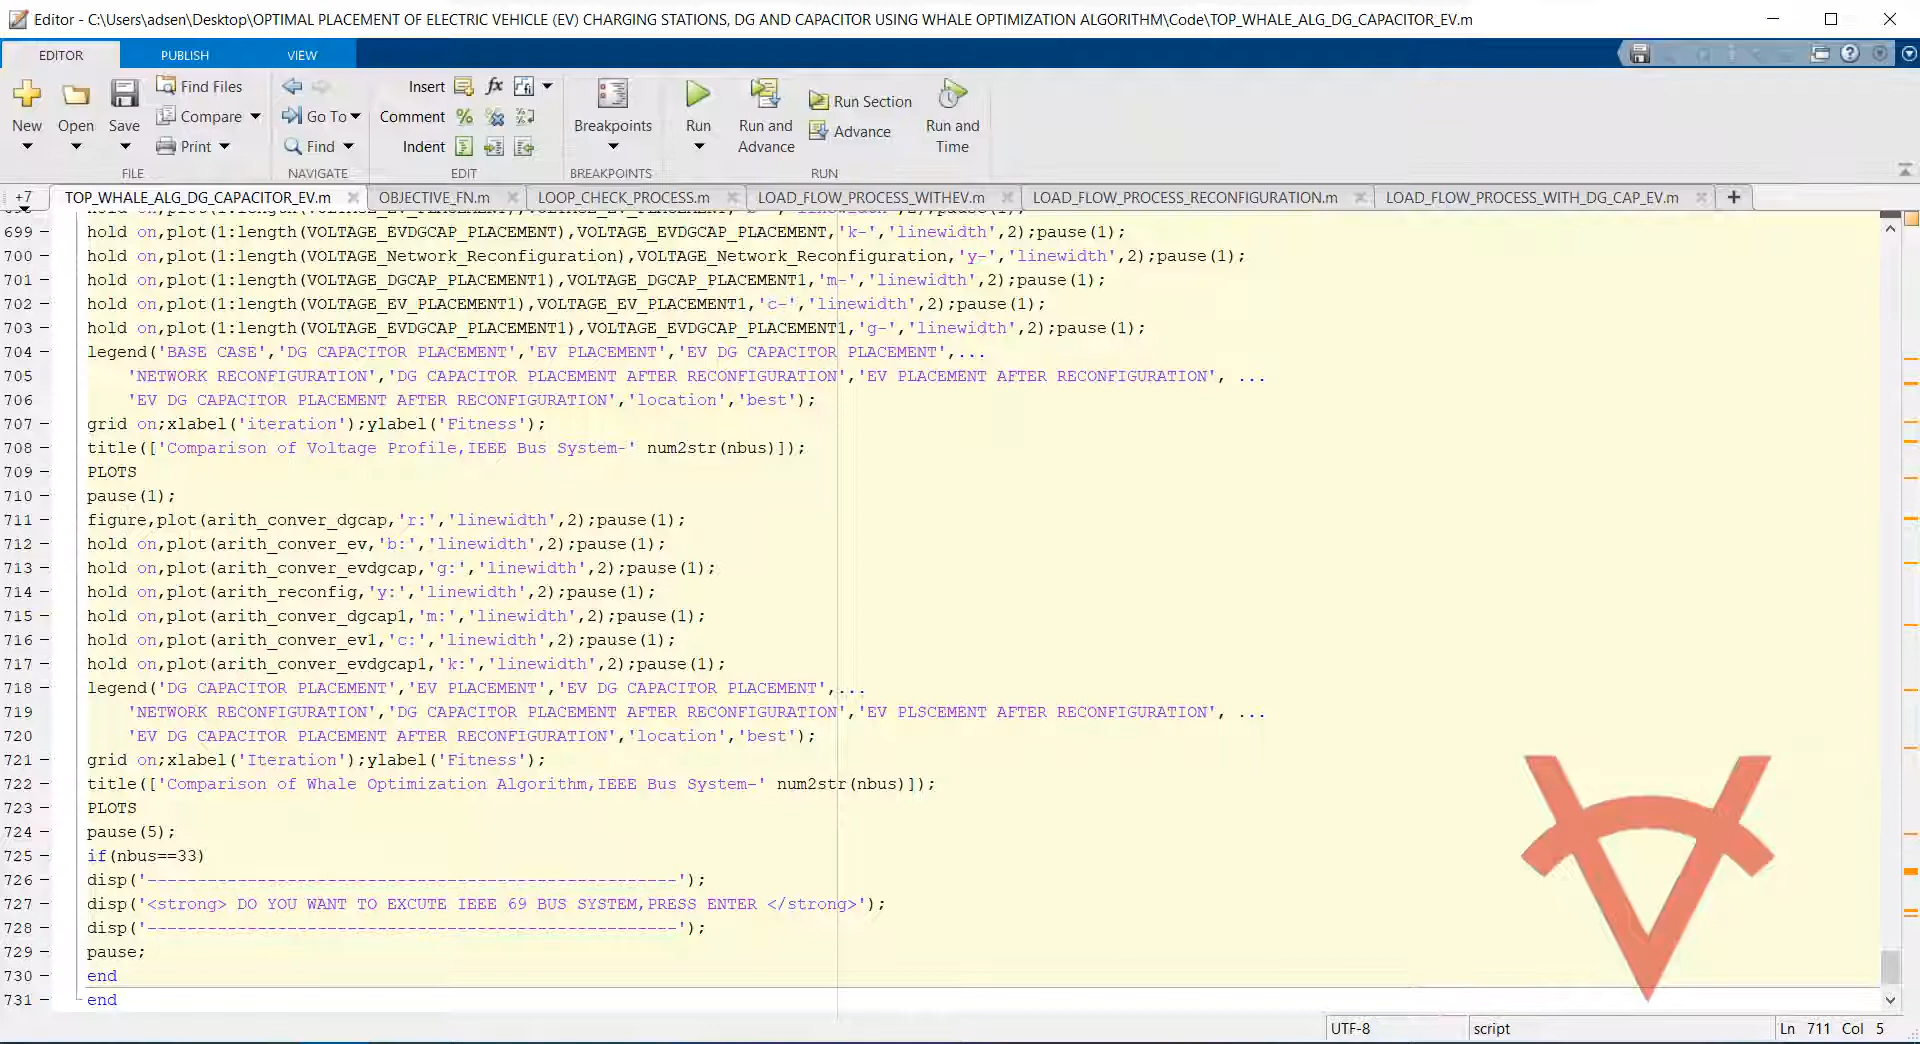 Editor - C:\Users\adsen\Desktop\OPTIMAL PLACEMENT OF ELECTRIC VEHICLE (EV) CHARGING STATIONS, DG AND CAPACITOR USING WHALE OPTIMIZATION ALGORITHM\Code\TOP_WHALE_ALG_DG_CAPACITOR_EV.m
EDITOR PUBLISH VIEW
New Open Save Find Files Compare Print
Go To Find
Insert fx
Comment
Indent
Breakpoints
Run Run and Advance Run Section Advance Run and Time
FILE NAVIGATE EDIT BREAKPOINTS RUN
+7 TOP_WHALE_ALG_DG_CAPACITOR_EV.m OBJECTIVE_FN.m LOOP_CHECK_PROCESS.m LOAD_FLOW_PROCESS_WITHEV.m LOAD_FLOW_PROCESS_RECONFIGURATION.m LOAD_FLOW_PROCESS_WITH_DG_CAP_EV.m +
699 – hold on,plot(1:length(VOLTAGE_EVDGCAP_PLACEMENT),VOLTAGE_EVDGCAP_PLACEMENT,'k-','linewidth',2);pause(1);
700 – hold on,plot(1:length(VOLTAGE_Network_Reconfiguration),VOLTAGE_Network_Reconfiguration,'y-','linewidth',2);pause(1);
701 – hold on,plot(1:length(VOLTAGE_DGCAP_PLACEMENT1),VOLTAGE_DGCAP_PLACEMENT1,'m-','linewidth',2);pause(1);
702 – hold on,plot(1:length(VOLTAGE_EV_PLACEMENT1),VOLTAGE_EV_PLACEMENT1,'c-','linewidth',2);pause(1);
703 – hold on,plot(1:length(VOLTAGE_EVDGCAP_PLACEMENT1),VOLTAGE_EVDGCAP_PLACEMENT1,'g-','linewidth',2);pause(1);
704 – legend('BASE CASE','DG CAPACITOR PLACEMENT','EV PLACEMENT','EV DG CAPACITOR PLACEMENT',...
705 'NETWORK RECONFIGURATION','DG CAPACITOR PLACEMENT AFTER RECONFIGURATION','EV PLACEMENT AFTER RECONFIGURATION', ...
706 'EV DG CAPACITOR PLACEMENT AFTER RECONFIGURATION','location','best');
707 – grid on;xlabel('iteration');ylabel('Fitness');
708 – title(['Comparison of Voltage Profile,IEEE Bus System-' num2str(nbus)]);
709 – PLOTS
710 – pause(1);
711 – figure,plot(arith_conver_dgcap,'r:','linewidth',2);pause(1);
712 – hold on,plot(arith_conver_ev,'b:','linewidth',2);pause(1);
713 – hold on,plot(arith_conver_evdgcap,'g:','linewidth',2);pause(1);
714 – hold on,plot(arith_reconfig,'y:','linewidth',2);pause(1);
715 – hold on,plot(arith_conver_dgcap1,'m:','linewidth',2);pause(1);
716 – hold on,plot(arith_conver_ev1,'c:','linewidth',2);pause(1);
717 – hold on,plot(arith_conver_evdgcap1,'k:','linewidth',2);pause(1);
718 – legend('DG CAPACITOR PLACEMENT','EV PLACEMENT','EV DG CAPACITOR PLACEMENT',...
719 'NETWORK RECONFIGURATION','DG CAPACITOR PLACEMENT AFTER RECONFIGURATION','EV PLSCEMENT AFTER RECONFIGURATION', ...
720 'EV DG CAPACITOR PLACEMENT AFTER RECONFIGURATION','location','best');
721 – grid on;xlabel('Iteration');ylabel('Fitness');
722 – title(['Comparison of Whale Optimization Algorithm,IEEE Bus System-' num2str(nbus)]);
723 – PLOTS
724 – pause(5);
725 – if(nbus==33)
726 – disp('-----------------------------------------------------');
727 – disp('<strong> DO YOU WANT TO EXCUTE IEEE 69 BUS SYSTEM,PRESS ENTER </strong>');
728 – disp('-----------------------------------------------------');
729 – pause;
730 – end
731 – end
UTF-8 script Ln 711 Col 5